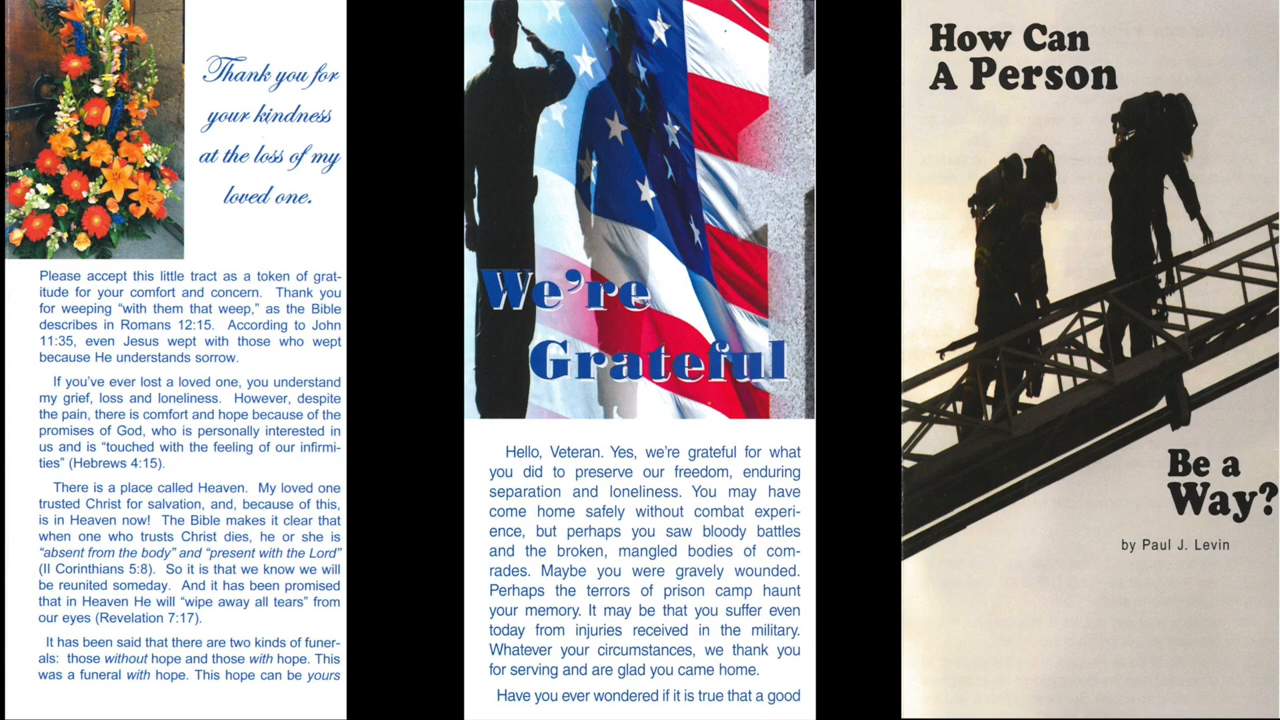 Thank you for
your kindness
at the loss of my
loved one.
Please accept this little tract as a token of grat-
itude for your comfort and concern. Thank you
for weeping “with them that weep,” as the Bible
describes in Romans 12:15. According to John
11:35, even Jesus wept with those who wept
because He understands sorrow.
If you’ve ever lost a loved one, you understand
my grief, loss and loneliness. However, despite
the pain, there is comfort and hope because of the
promises of God, who is personally interested in
us and is “touched with the feeling of our infirmi-
ties” (Hebrews 4:15).
There is a place called Heaven. My loved one
trusted Christ for salvation, and, because of this,
is in Heaven now! The Bible makes it clear that
when one who trusts Christ dies, he or she is
“absent from the body” and “present with the Lord”
(II Corinthians 5:8). So it is that we know we will
be reunited someday. And it has been promised
that in Heaven He will “wipe away all tears” from
our eyes (Revelation 7:17).
It has been said that there are two kinds of funer-
als: those without hope and those with hope. This
was a funeral with hope. This hope can be yours
We’re
Grateful
Hello, Veteran. Yes, we’re grateful for what
you did to preserve our freedom, enduring
separation and loneliness. You may have
come home safely without combat experi-
ence, but perhaps you saw bloody battles
and the broken, mangled bodies of com-
rades. Maybe you were gravely wounded.
Perhaps the terrors of prison camp haunt
your memory. It may be that you suffer even
today from injuries received in the military.
Whatever your circumstances, we thank you
for serving and are glad you came home.
Have you ever wondered if it is true that a good
How Can
A Person
Be a
Way?
by Paul J. Levin